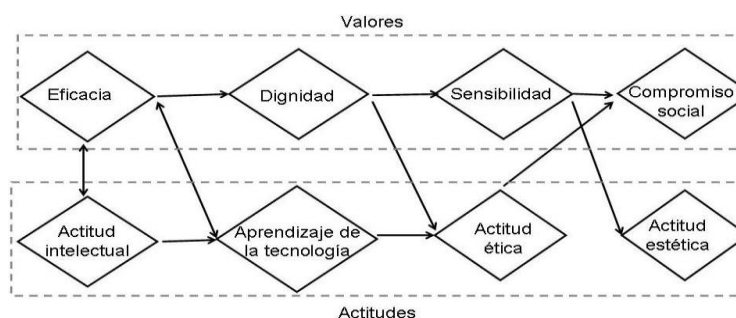 Valores
Eficacia
Dignidad
Sensibilidad
Compromiso
social
Actitud
intelectual
Aprendizaje de
la tecnología
Actitud
ética
Actitud
estética
Actitudes